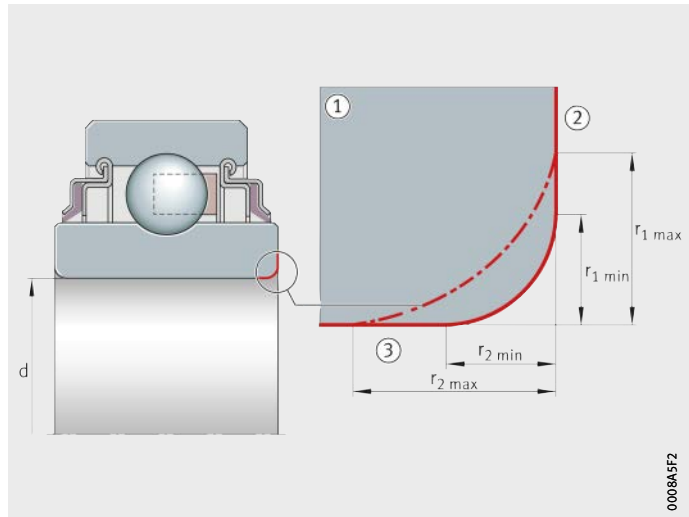 ①
②
r1 max
r1 min
③
r2 min
r2 max
d
0008A5F2